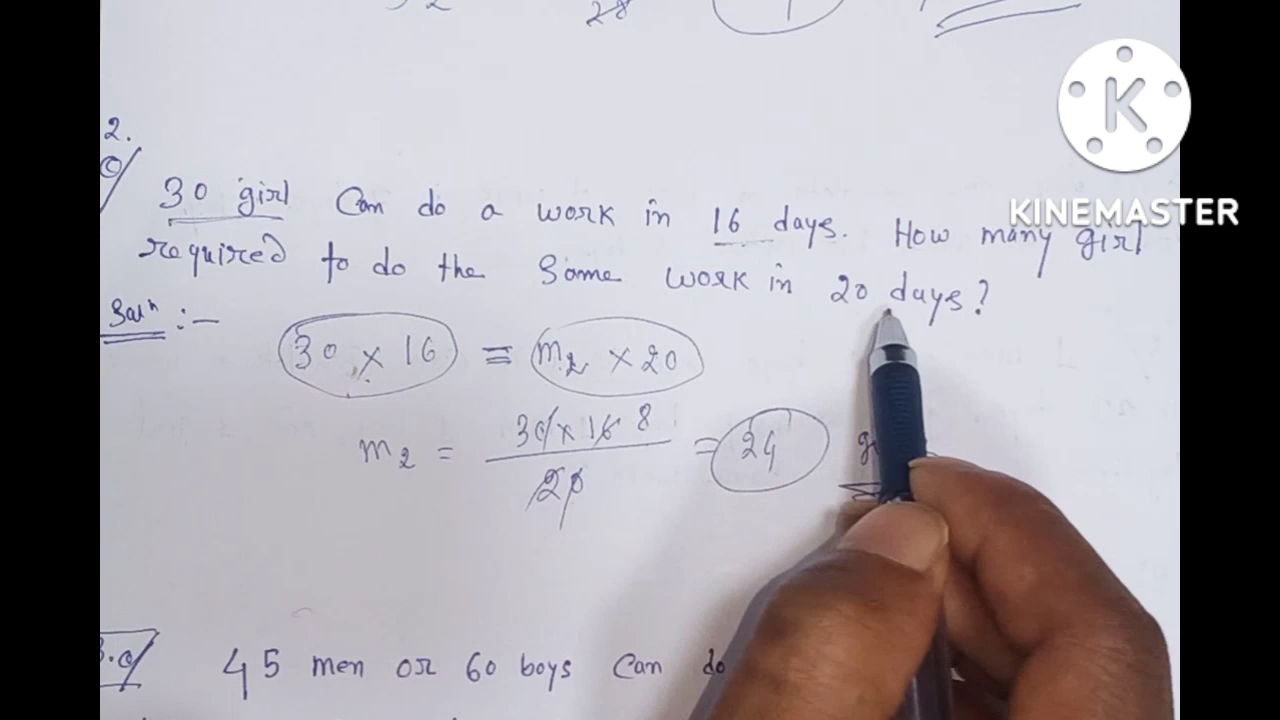 28
2.
30 girl Can do a work in 16 days. How many girl
required to do the Same work in 20 days?
Solⁿ :-
30 × 16 = m₂ × 20
m₂ = 30 × 16 8 / 20 = 24
45 men or 60 boys Can do
K
KINEMASTER